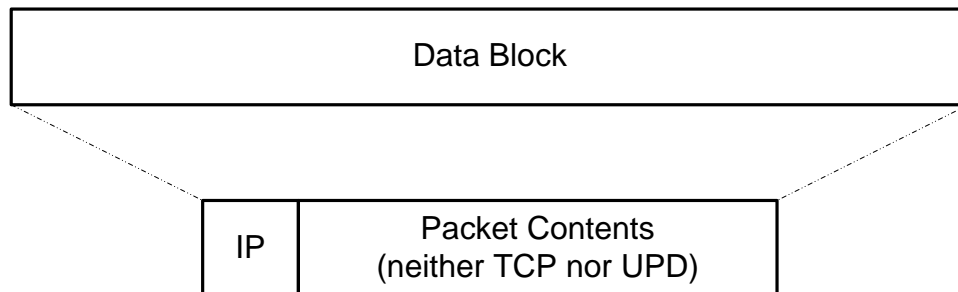 Data Block
IP
Packet Contents
(neither TCP nor UPD)